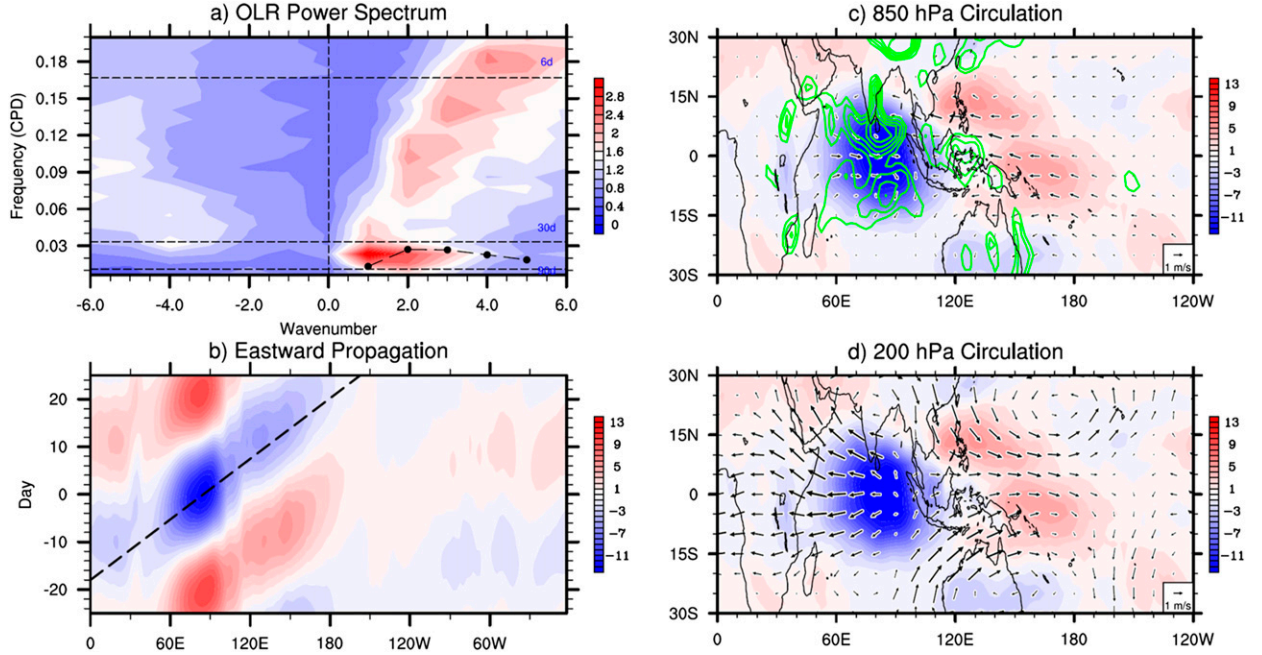 a) OLR Power Spectrum
Frequency (CPD)
0.18
0.15
0.12
0.09
0.06
0.03
6d
30d
90d
-6.0 -4.0 -2.0 0.0 2.0 4.0 6.0
Wavenumber
2.8
2.4
2
1.6
1.2
0.8
0.4
0
c) 850 hPa Circulation
30N
15N
0
15S
30S
0 60E 120E 180 120W
1 m/s
13
9
5
1
−3
−7
−11
b) Eastward Propagation
Day
20
10
0
-10
-20
0 60E 120E 180 120W 60W
13
9
5
1
−3
−7
−11
d) 200 hPa Circulation
30N
15N
0
15S
30S
0 60E 120E 180 120W
1 m/s
13
9
5
1
−3
−7
−11